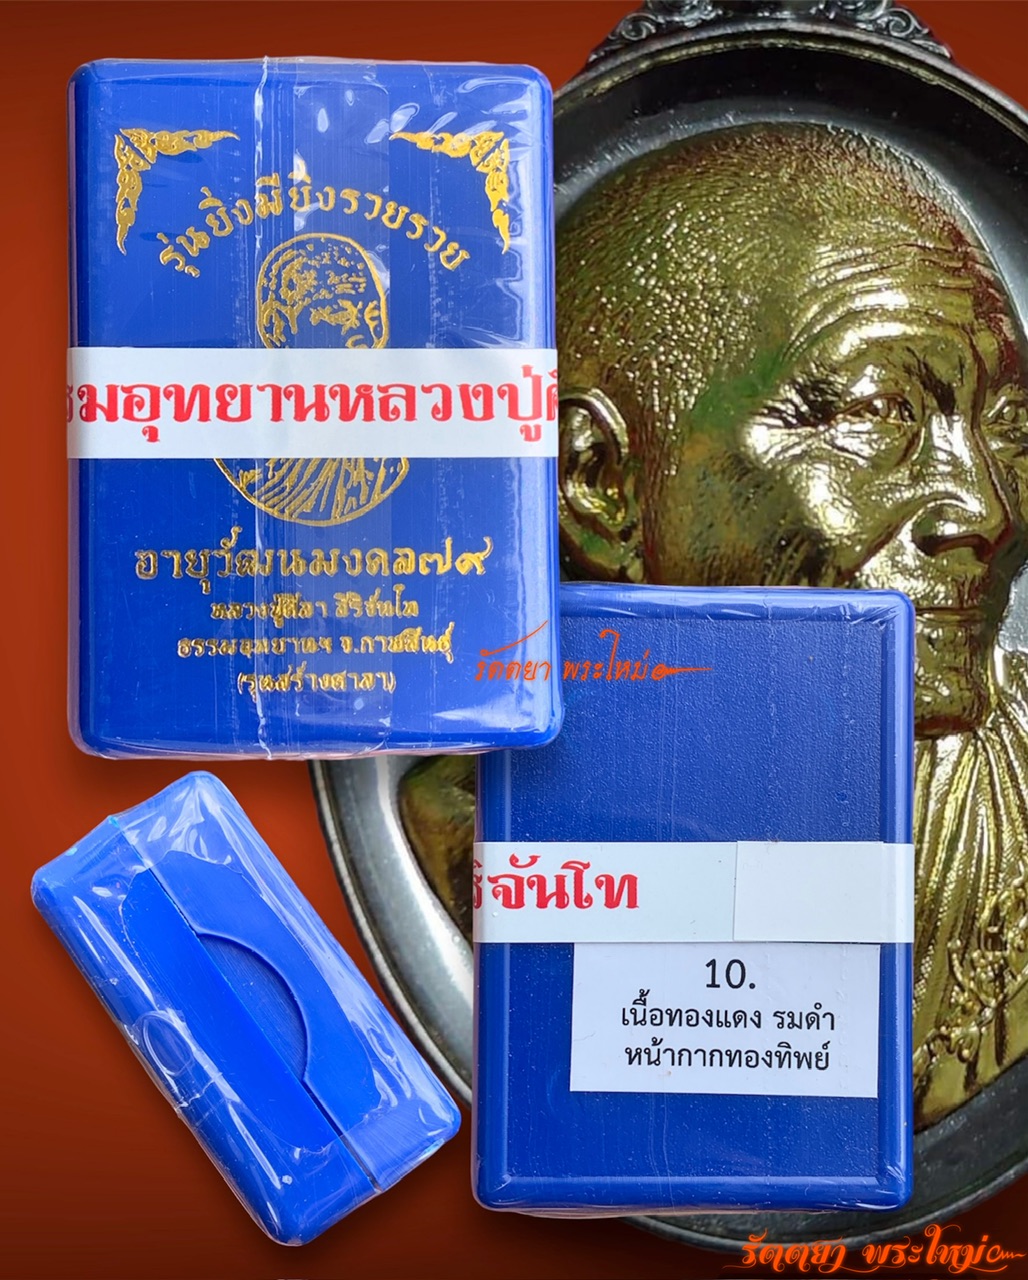 รุ่นยิ่งมียิ่งรวยรวย
รมอุทยานหลวงปู่ศิ
อายุวัฒนมงคล๗๙
หลวงปู่ศิลา สิริจันโท
ธรรมอุทยานฯ จ.กาฬสินธุ์
(รุ่นสร้างศาลา)
รัตตยา พระใหม่
ริจันโท
10.
เนื้อทองแดง รมดำ
หน้ากากทองทิพย์
รัตตยา พระใหม่